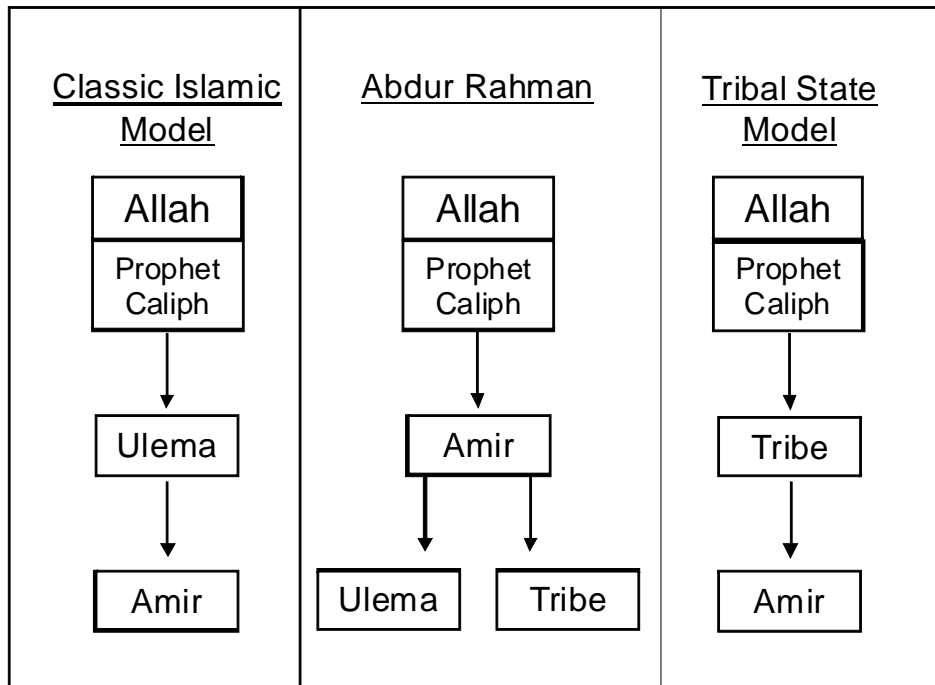 Classic Islamic
Model
Allah
Prophet
Caliph
Ulema
Amir
Abdur Rahman
Allah
Prophet
Caliph
Amir
Ulema
Tribe
Tribal State
Model
Allah
Prophet
Caliph
Tribe
Amir